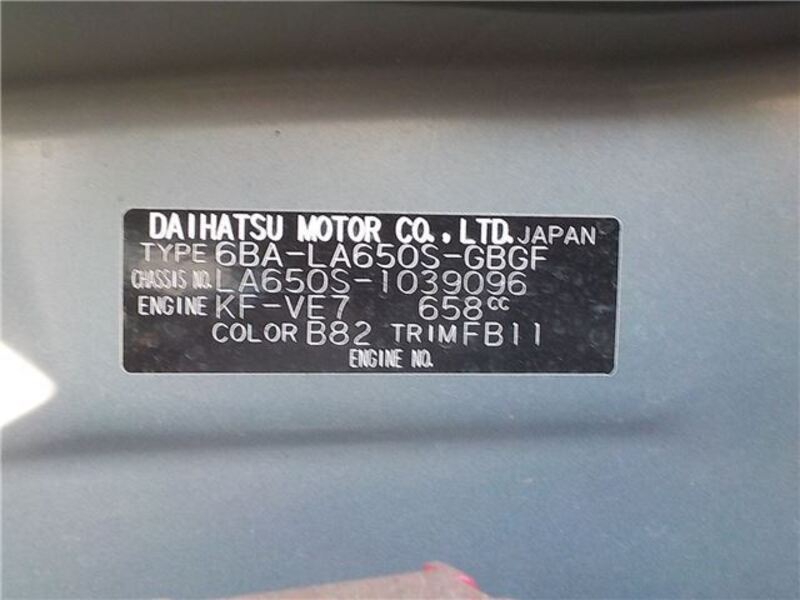 DAIHATSU MOTOR CO., LTD. JAPAN
TYPE 6BA-LA650S-GBGF
CHASSIS NO. LA650S-1039096
ENGINE KF-VE7 658cc
COLOR B82 TRIM FB11
ENGINE NO.